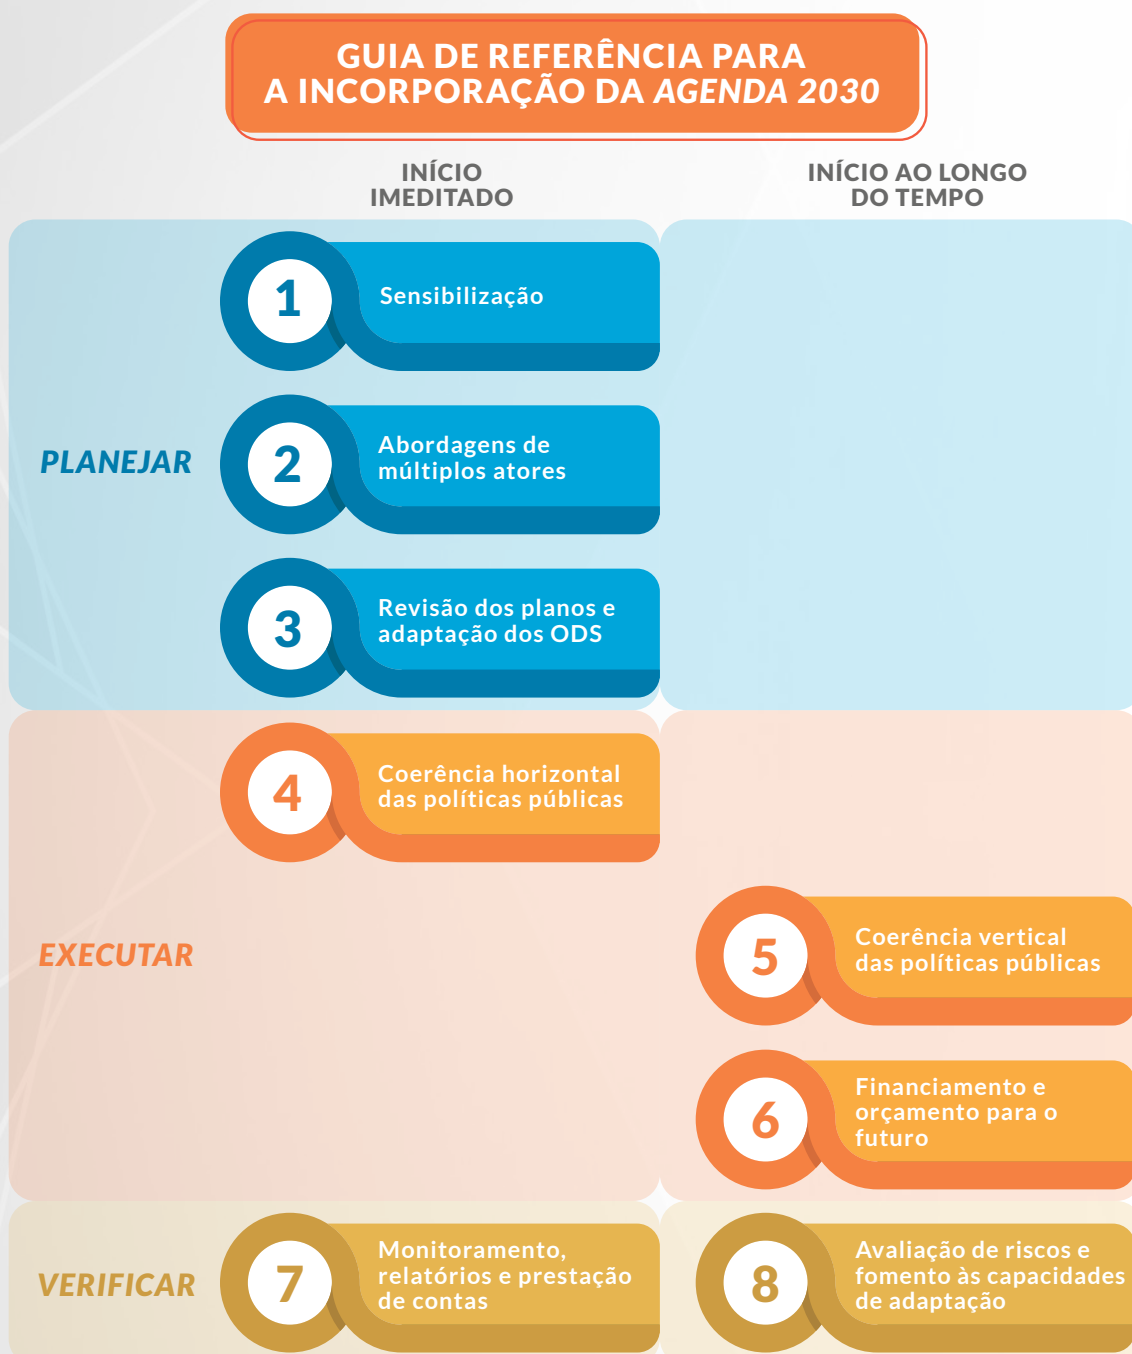 GUIA DE REFERÊNCIA PARA
A INCORPORAÇÃO DA AGENDA 2030
INÍCIO
IMEDITADO
INÍCIO AO LONGO
DO TEMPO
PLANEJAR
1
Sensibilização
2
Abordagens de
múltiplos atores
3
Revisão dos planos e
adaptação dos ODS
EXECUTAR
4
Coerência horizontal
das políticas públicas
5
Coerência vertical
das políticas públicas
6
Financiamento e
orçamento para o
futuro
VERIFICAR
7
Monitoramento,
relatórios e prestação
de contas
8
Avaliação de riscos e
fomento às capacidades
de adaptação